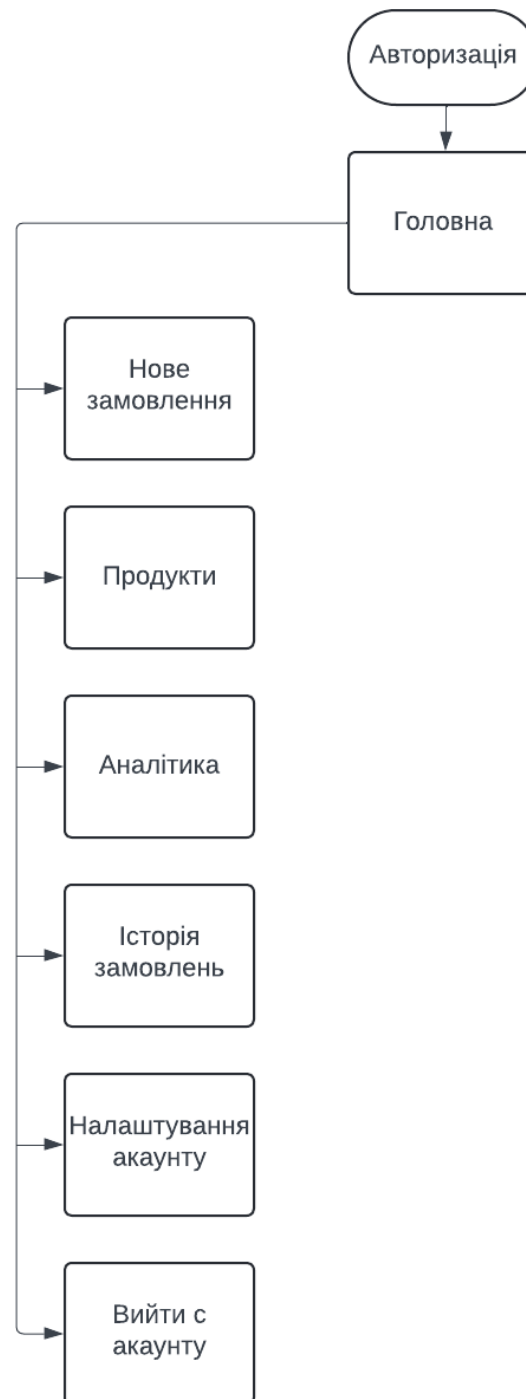 Авторизація
Головна
Нове
замовлення
Продукти
Аналітика
Історія
замовлень
Налаштування
акаунту
Вийти с
акаунту